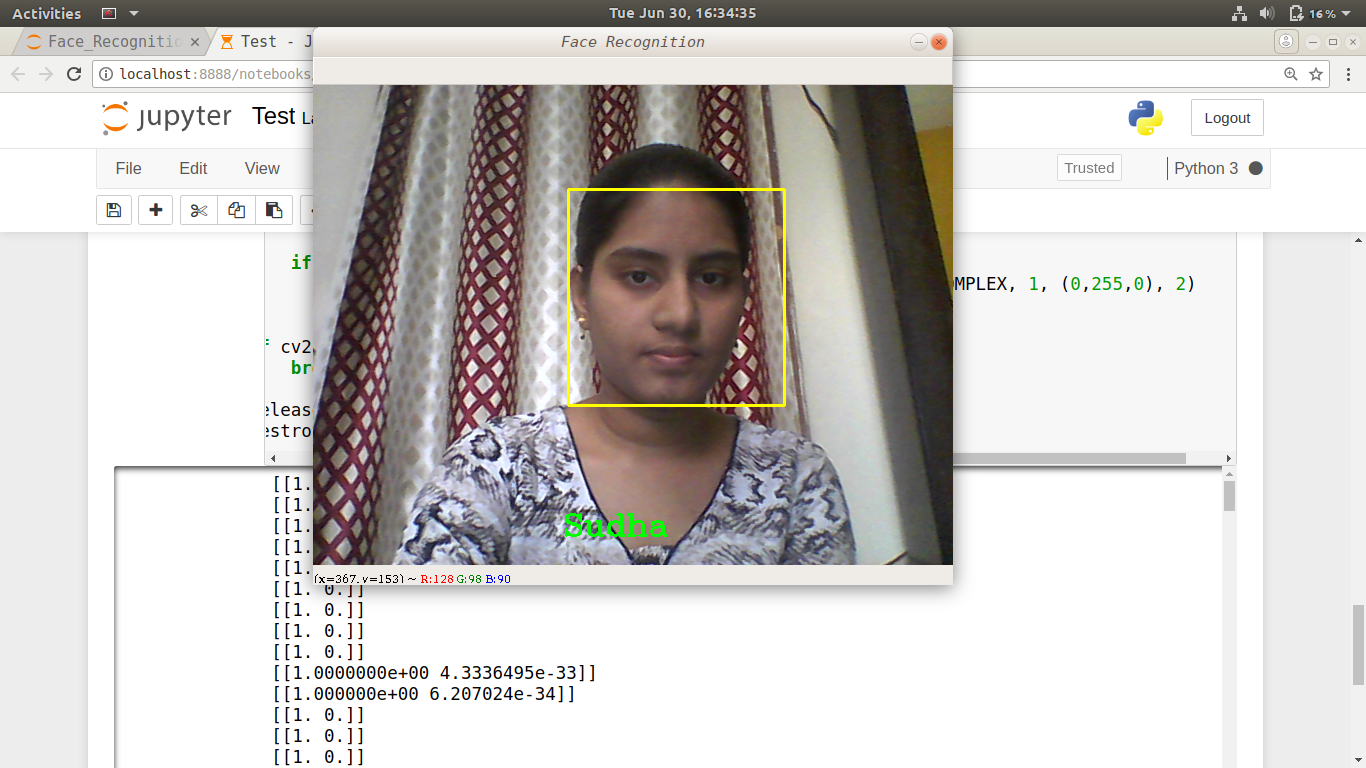 Activities
Tue Jun 30, 16:34:35
16%
Face_Recognitio
Test - J
Face Recognition
localhost:8888/notebooks
jupyter
Test
Logout
File
Edit
View
Trusted
Python 3
if
MPLEX, 1, (0,255,0), 2)
cv2
bre
eleas
estro
Sudha
(x=367, y=153) ~ R:128 G:98 B:90
[[1.
[[1.
[[1.
[[1.
[[1.
[[1. 0.]]
[[1. 0.]]
[[1. 0.]]
[[1. 0.]]
[[1.0000000e+00 4.3336495e-33]]
[[1.000000e+00 6.207024e-34]]
[[1. 0.]]
[[1. 0.]]
[[1. 0.]]